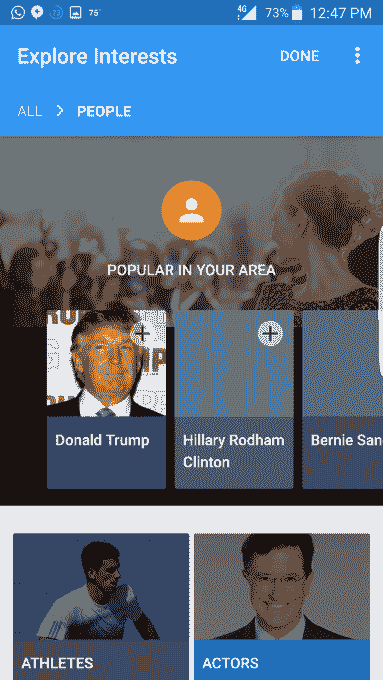 75°
4G
73%
12:47 PM
Explore Interests
DONE
ALL
PEOPLE
POPULAR IN YOUR AREA
Donald Trump
Hillary Rodham
Clinton
Bernie San
ATHLETES
ACTORS